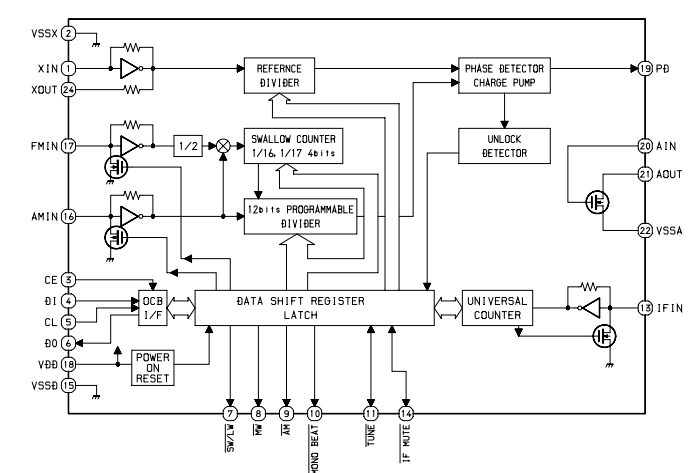 VSSX 2
XIN 1
XOUT 24
REFERNCE
DIVIDER
PHASE DETECTOR
CHARGE PUMP
19 PD
FMIN 17
1/2
SWALLOW COUNTER
1/16, 1/17 4bits
UNLOCK
DETECTOR
20 AIN
21 AOUT
AMIN 16
12bits PROGRAMMABLE
DIVIDER
22 VSSA
CE 3
DI 4
CL 5
DO 6
CCB
I/F
DATA SHIFT REGISTER
LATCH
UNIVERSAL
COUNTER
13 IFIN
VDD 18
POWER
ON
RESET
VSSD 15
7
8
9
10
11
14
SW/LW
MW
AM
MONO BEAT
TUNE
IF MUTE